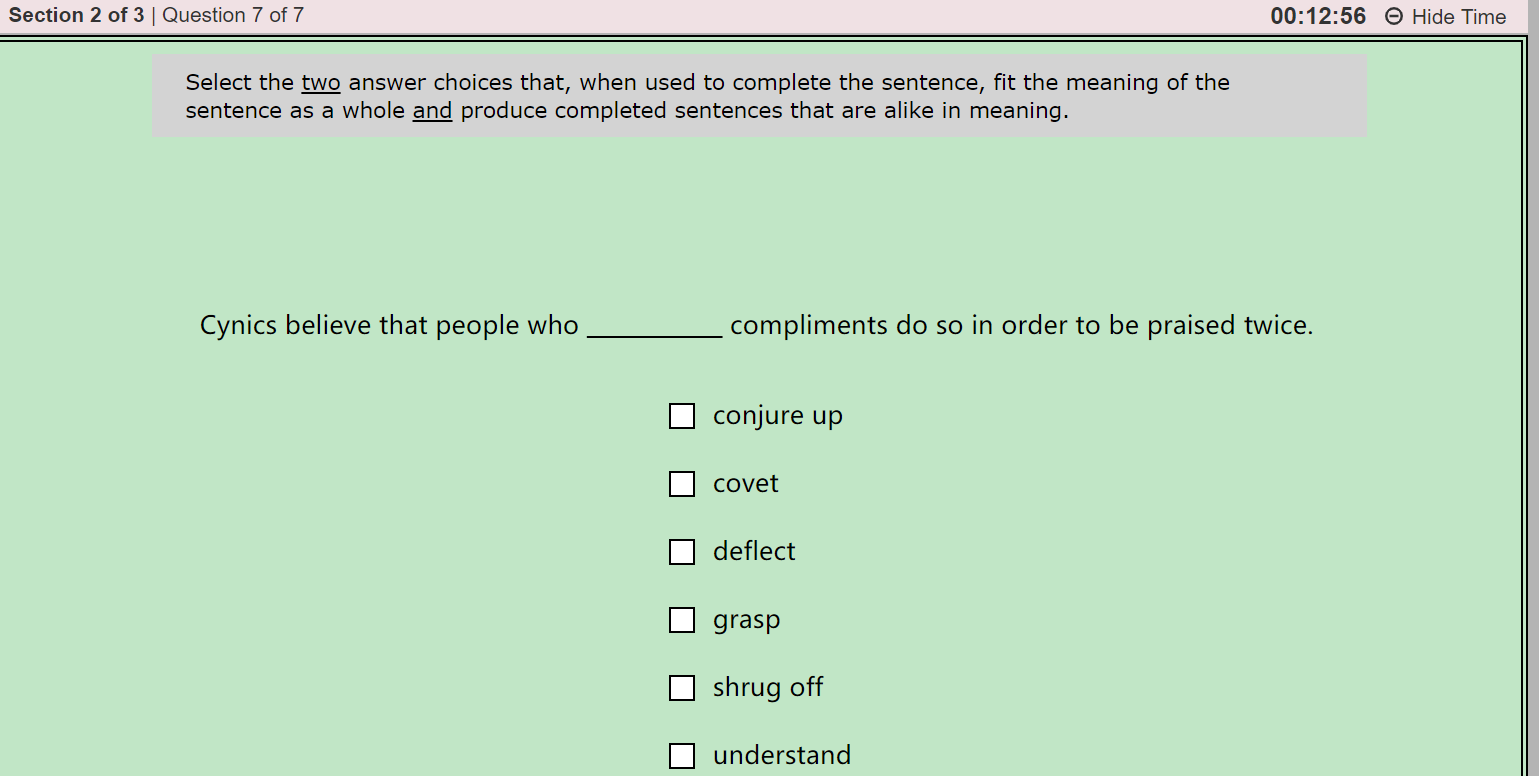 Section 2 of 3 | Question 7 of 7
00:12:56 Hide Time
Select the two answer choices that, when used to complete the sentence, fit the meaning of the
sentence as a whole and produce completed sentences that are alike in meaning.
Cynics believe that people who __________ compliments do so in order to be praised twice.
conjure up
covet
deflect
grasp
shrug off
understand